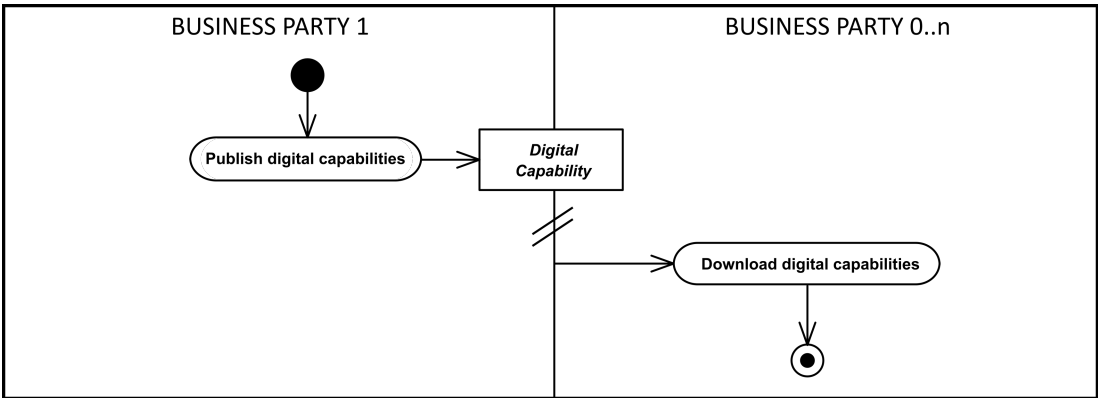 BUSINESS PARTY 1
BUSINESS PARTY 0..n
Publish digital capabilities
Digital
Capability
Download digital capabilities